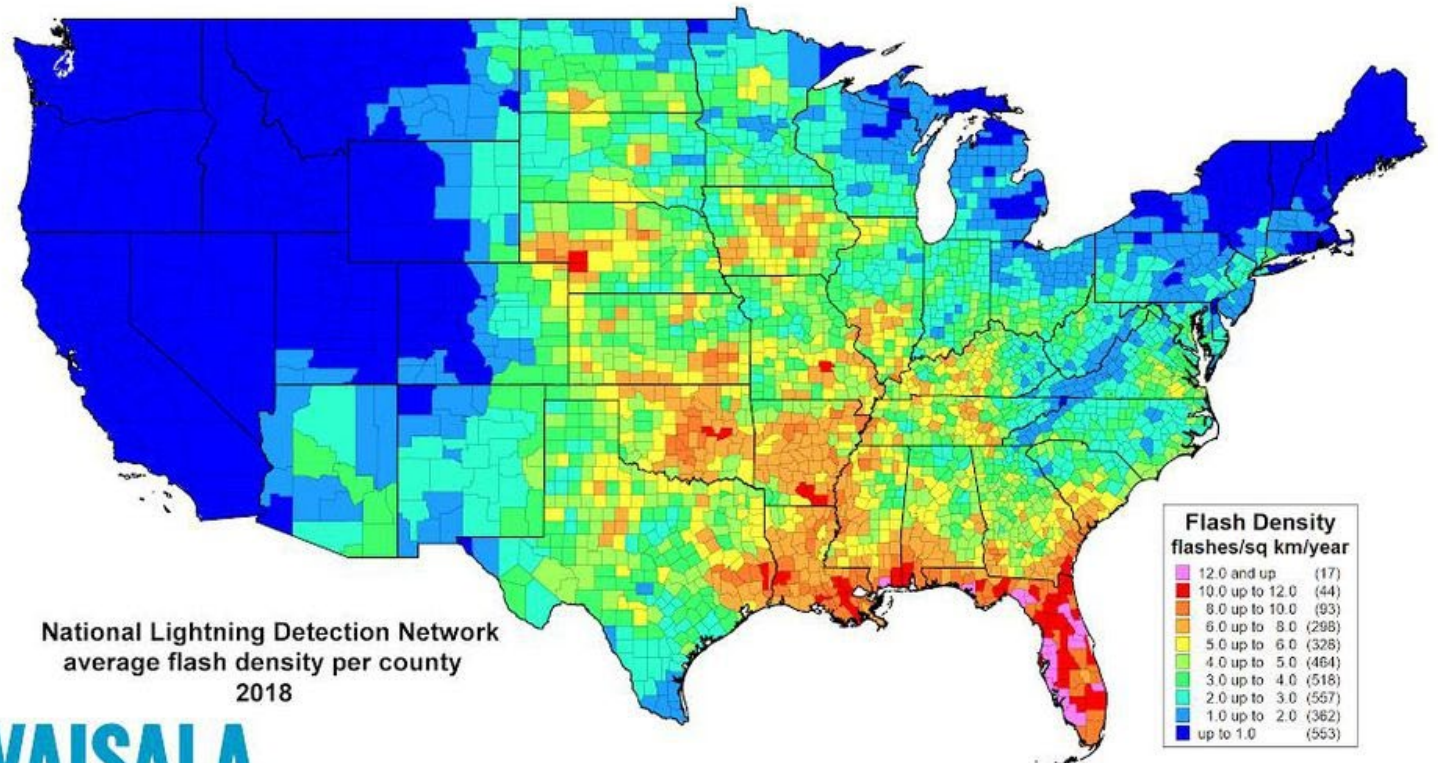 National Lightning Detection Network
average flash density per county
2018
VAISALA
Flash Density
flashes/sq km/year
12.0 and up (17)
10.0 up to 12.0 (44)
8.0 up to 10.0 (93)
6.0 up to 8.0 (298)
5.0 up to 6.0 (326)
4.0 up to 5.0 (464)
3.0 up to 4.0 (518)
2.0 up to 3.0 (557)
1.0 up to 2.0 (362)
up to 1.0 (553)